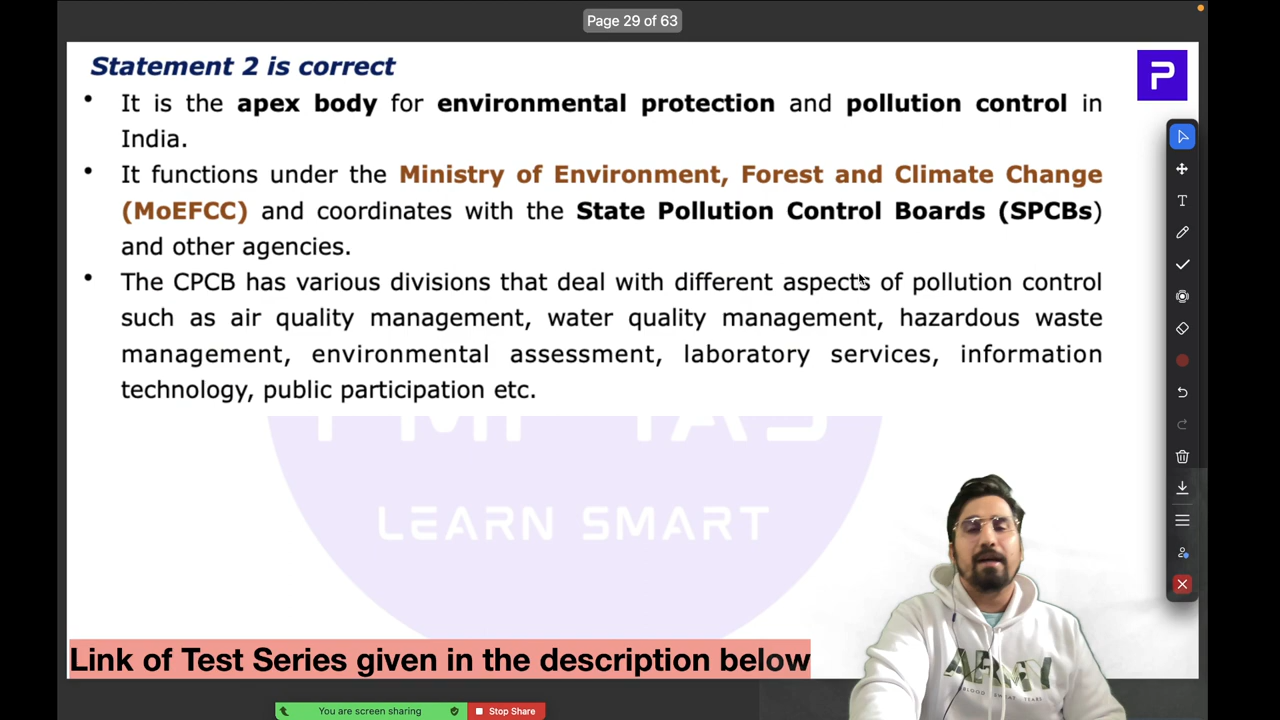 Page 29 of 63
Statement 2 is correct
P
• It is the apex body for environmental protection and pollution control in
India.
• It functions under the Ministry of Environment, Forest and Climate Change
(MoEFCC) and coordinates with the State Pollution Control Boards (SPCBs)
and other agencies.
• The CPCB has various divisions that deal with different aspects of pollution control
such as air quality management, water quality management, hazardous waste
management, environmental assessment, laboratory services, information
technology, public participation etc.
LEARN SMART
ARMY
BLOOD SWEAT TEARS
Link of Test Series given in the description below
You are screen sharing
Stop Share